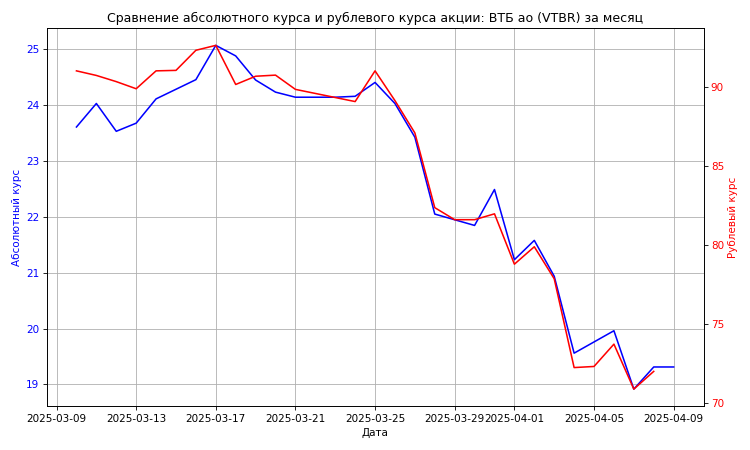 Сравнение абсолютного курса и рублевого курса акции: ВТБ ао (VTBR) за месяц
25
24
23
22
21
20
19
Абсолютный курс
90
85
80
75
70
Рублевый курс
2025-03-09 2025-03-13 2025-03-17 2025-03-21 2025-03-25 2025-03-29 2025-04-01 2025-04-05 2025-04-09
Дата